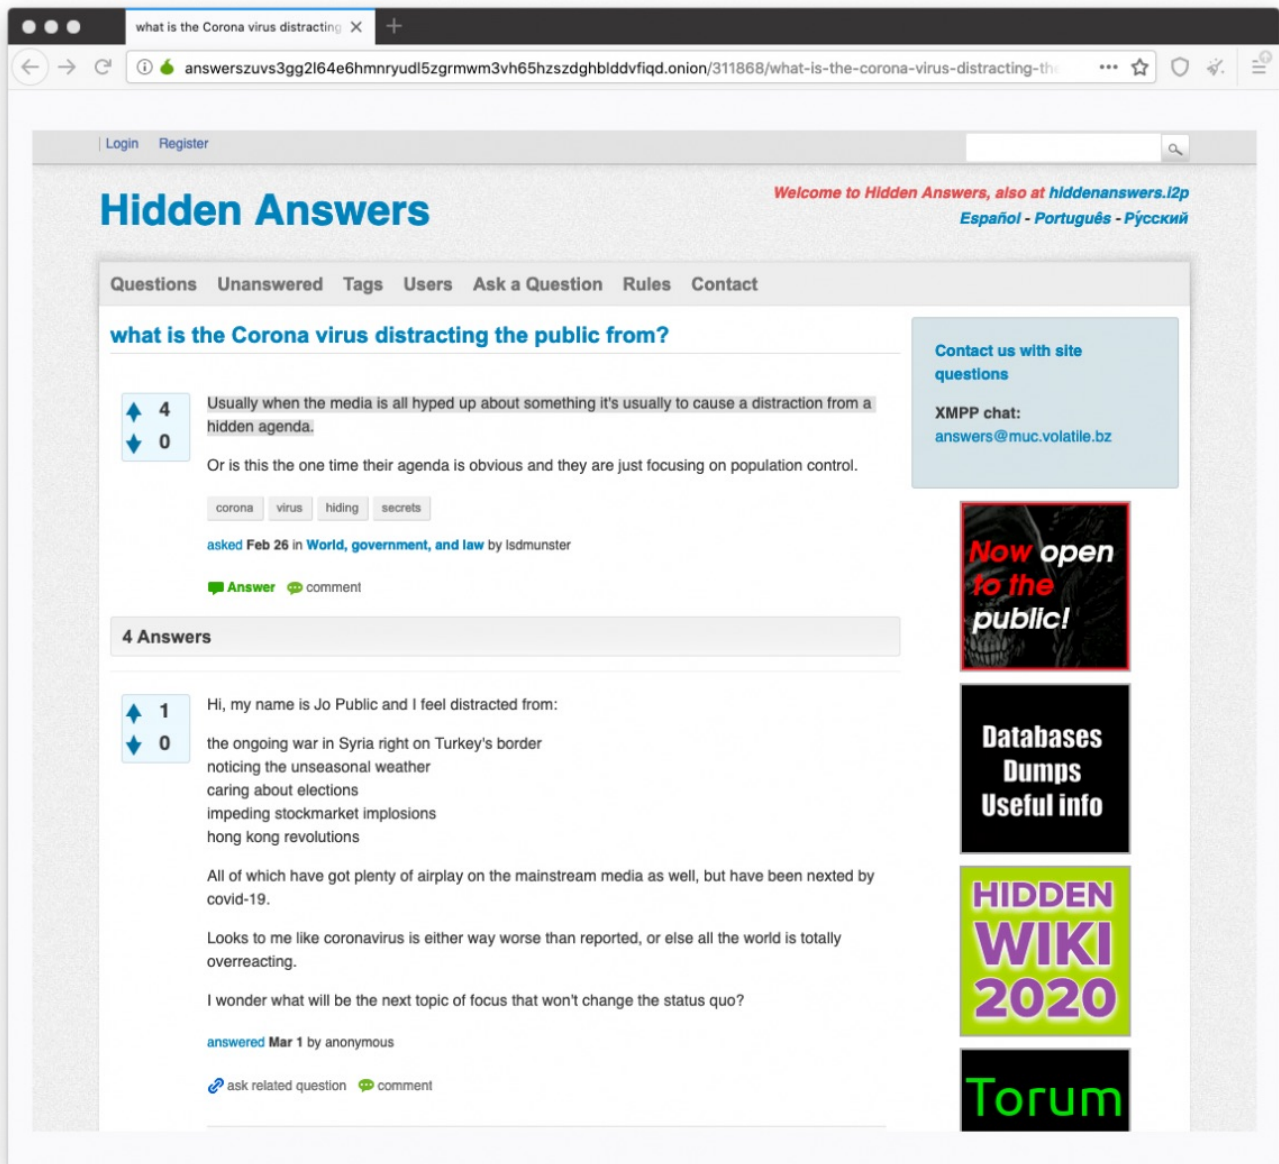 what is the Corona virus distracting
answerszuvs3gg2l64e6hmnryudl5zgrmwm3vh65hzszdghblddvfiqd.onion/311868/what-is-the-corona-virus-distracting-the
Login Register
Hidden Answers
Welcome to Hidden Answers, also at hiddenanswers.i2p
Español - Português - Ру́сский
Questions Unanswered Tags Users Ask a Question Rules Contact
what is the Corona virus distracting the public from?
4
0
Usually when the media is all hyped up about something it's usually to cause a distraction from a
hidden agenda.
Or is this the one time their agenda is obvious and they are just focusing on population control.
corona virus hiding secrets
asked Feb 26 in World, government, and law by lsdmunster
Answer comment
4 Answers
1
0
Hi, my name is Jo Public and I feel distracted from:
the ongoing war in Syria right on Turkey's border
noticing the unseasonal weather
caring about elections
impeding stockmarket implosions
hong kong revolutions
All of which have got plenty of airplay on the mainstream media as well, but have been nexted by
covid-19.
Looks to me like coronavirus is either way worse than reported, or else all the world is totally
overreacting.
I wonder what will be the next topic of focus that won't change the status quo?
answered Mar 1 by anonymous
ask related question comment
Contact us with site
questions
XMPP chat:
answers@muc.volatile.bz
Now open
to the
public!
Databases
Dumps
Useful info
HIDDEN
WIKI
2020
Torum